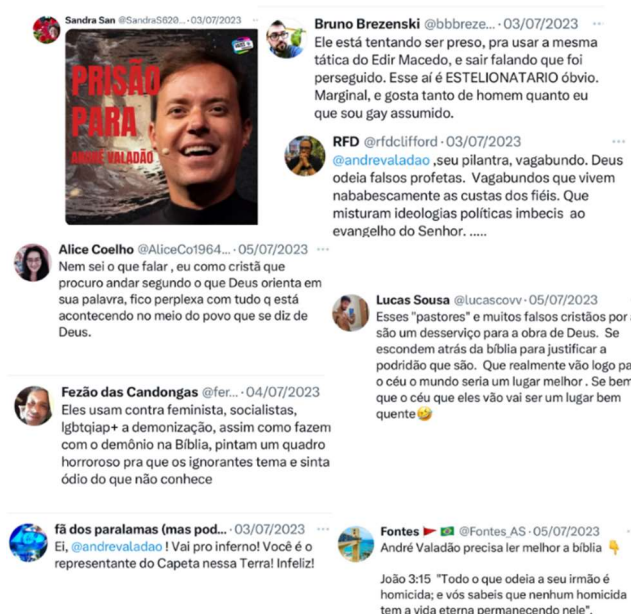 Sandra San @SandraS620... · 03/07/2023
PRISÃO
PARA
ANDRÉ VALADÃO
Bruno Brezenski @bbbreze... · 03/07/2023
Ele está tentando ser preso, pra usar a mesma
tática do Edir Macedo, e sair falando que foi
perseguido. Esse aí é ESTELIONATARIO óbvio.
Marginal, e gosta tanto de homem quanto eu
que sou gay assumido.
RFD @rfdclifford · 03/07/2023
@andrevaladao ,seu pilantra, vagabundo. Deus
odeia falsos profetas. Vagabundos que vivem
nababescamente as custas dos fiéis. Que
misturam ideologias políticas imbecis ao
evangelho do Senhor. .....
Alice Coelho @AliceCo1964... · 05/07/2023
Nem sei o que falar , eu como cristã que
procuro andar segundo o que Deus orienta em
sua palavra, fico perplexa com tudo q está
acontecendo no meio do povo que se diz de
Deus.
Lucas Sousa @lucascovv · 05/07/2023
Esses "pastores" e muitos falsos cristãos por
são um desserviço para a obra de Deus. Se
escondem atrás da bíblia para justificar a
podridão que são. Que realmente vão logo pa
o céu o mundo seria um lugar melhor . Se bem
que o céu que eles vão vai ser um lugar bem
quente🤣
Fezão das Candongas @fer... · 04/07/2023
Eles usam contra feminista, socialistas,
lgbtqiap+ a demonização, assim como fazem
com o demônio na Bíblia, pintam um quadro
horroroso pra que os ignorantes tema e sinta
ódio do que não conhece
fã dos paralamas (mas pod... · 03/07/2023
Ei, @andrevaladao ! Vai pro inferno! Você é o
representante do Capeta nessa Terra! Infeliz!
Fontes 🚩 🇧🇷 @Fontes_AS · 05/07/2023
André Valadão precisa ler melhor a bíblia 👇
João 3:15 "Todo o que odeia a seu irmão é
homicida; e vós sabeis que nenhum homicida
tem a vida eterna permanecendo nele".